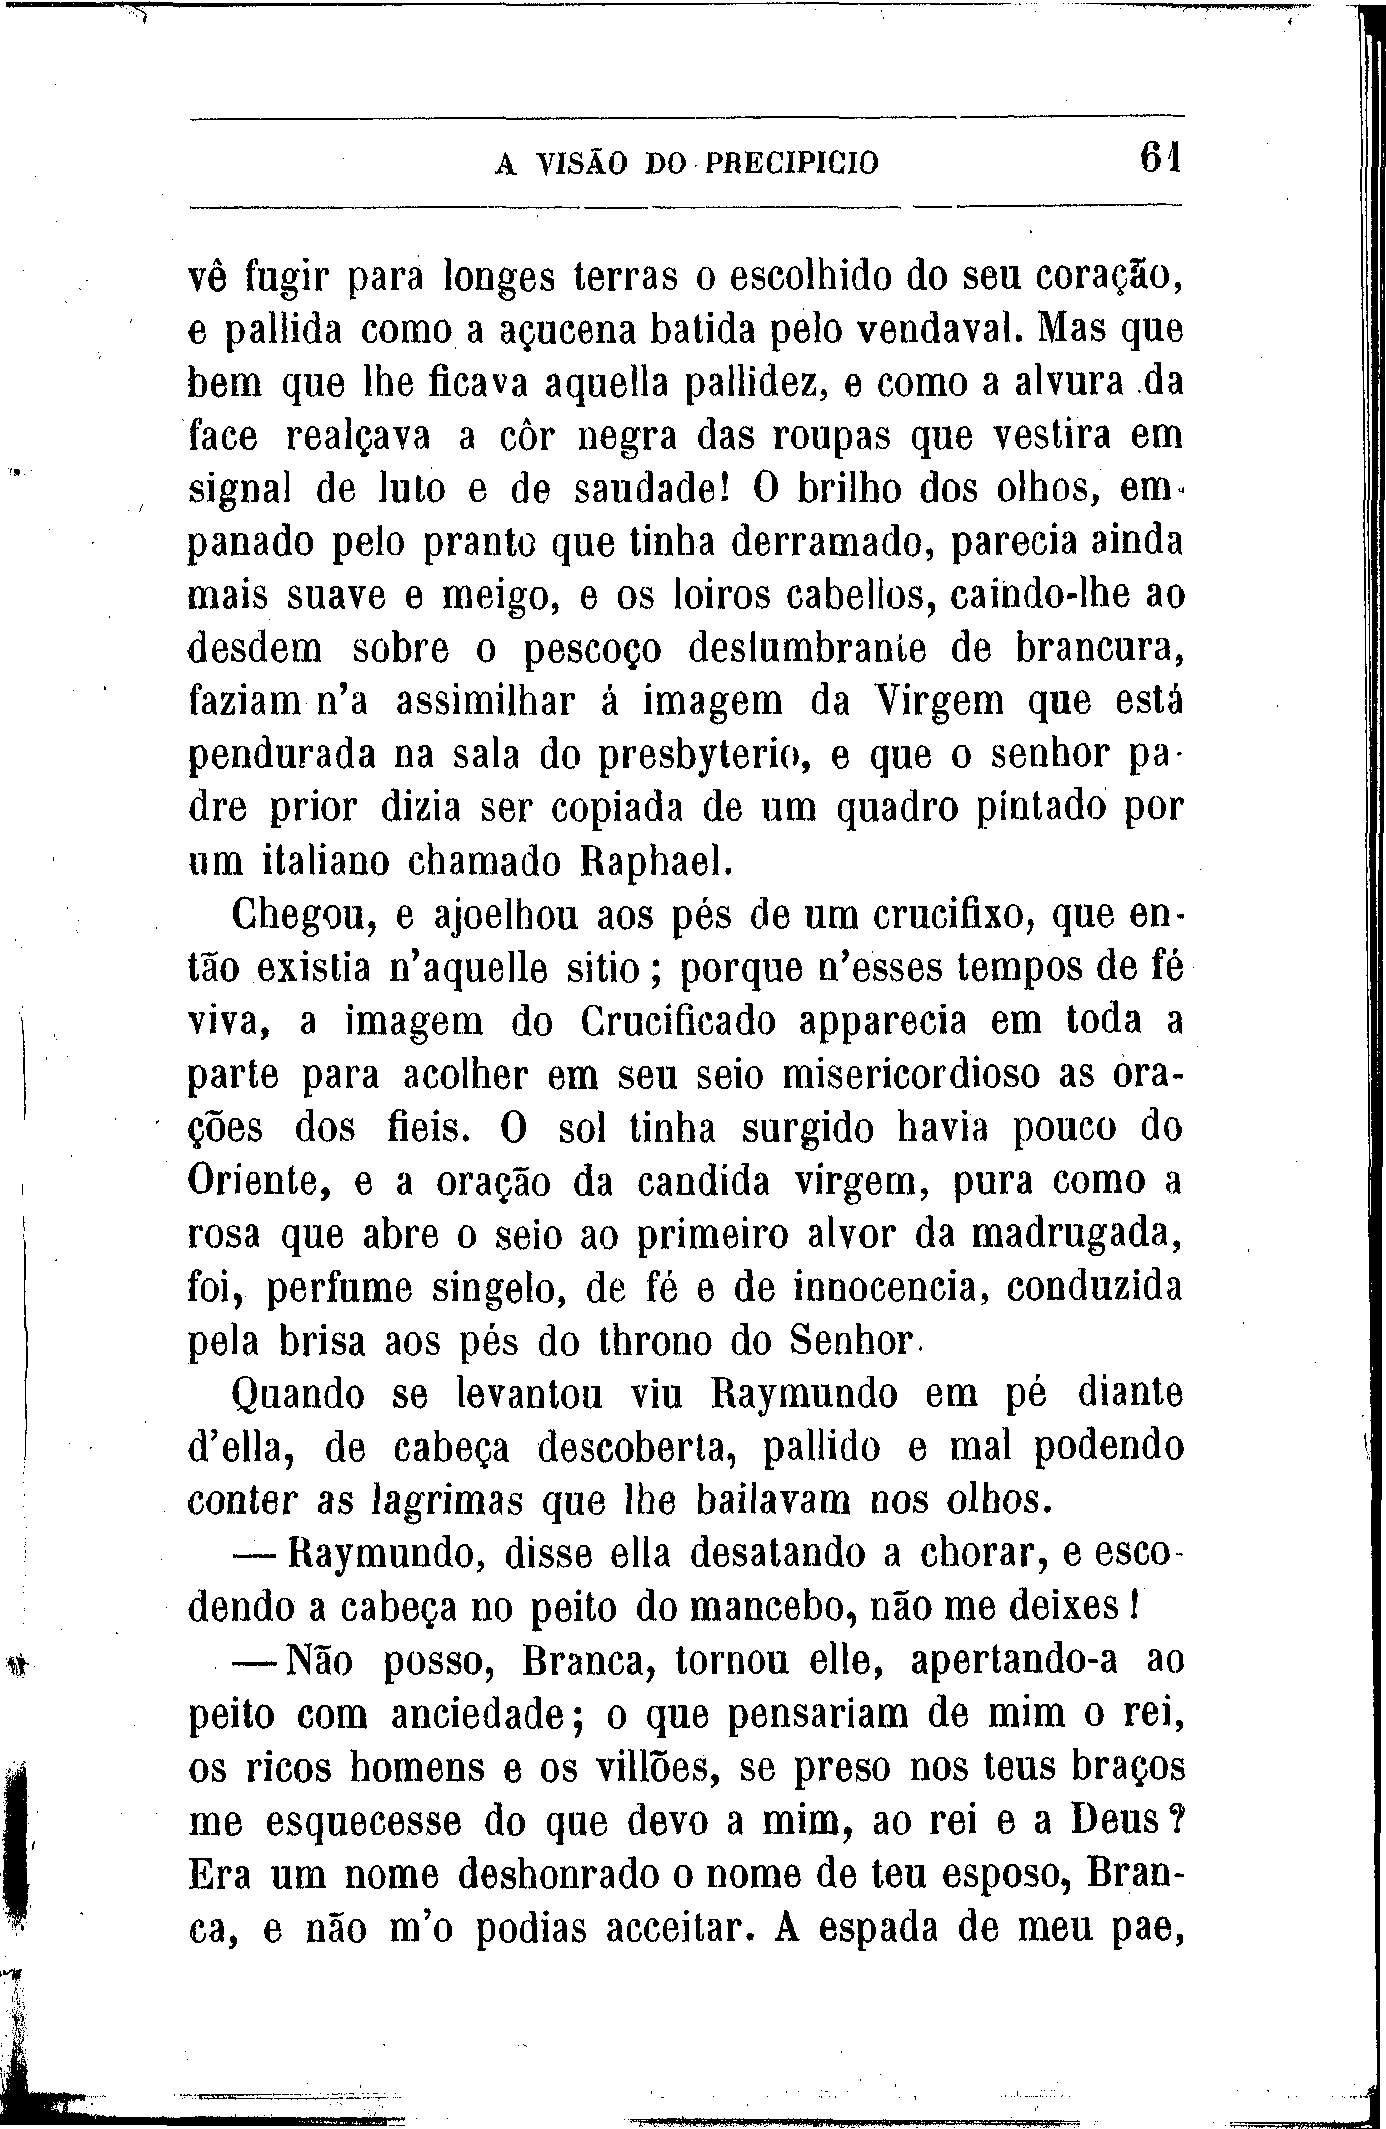 A VISÃO DO PRECIPICIO 61
vê fugir para longes terras o escolhido do seu coração,
e pallida como a açucena batida pelo vendaval. Mas que
bem que lhe ficava aquella pallidez, e como a alvura da
face realçava a côr negra das roupas que vestira em
signal de luto e de saudade! O brilho dos olhos, em-
panado pelo pranto que tinha derramado, parecia ainda
mais suave e meigo, e os loiros cabellos, caindo-lhe ao
desdem sobre o pescoço deslumbrante de brancura,
faziam n'a assimilhar á imagem da Virgem que está
pendurada na sala do presbyterio, e que o senhor pa-
dre prior dizia ser copiada de um quadro pintado por
um italiano chamado Raphael.
Chegou, e ajoelhou aos pés de um crucifixo, que en-
tão existia n'aquelle sitio; porque n'esses tempos de fé
viva, a imagem do Crucificado apparecia em toda a
parte para acolher em seu seio misericordioso as ora-
ções dos fieis. O sol tinha surgido havia pouco do
Oriente, e a oração da candida virgem, pura como a
rosa que abre o seio ao primeiro alvor da madrugada,
foi, perfume singelo, de fé e de innocencia, conduzida
pela brisa aos pés do throno do Senhor.
Quando se levantou viu Raymundo em pé diante
d'ella, de cabeça descoberta, pallido e mal podendo
conter as lagrimas que lhe bailavam nos olhos.
— Raymundo, disse ella desatando a chorar, e esco-
dendo a cabeça no peito do mancebo, não me deixes!
— Não posso, Branca, tornou elle, apertando-a ao
peito com anciedade; o que pensariam de mim o rei,
os ricos homens e os villões, se preso nos teus braços
me esquecesse do que devo a mim, ao rei e a Deus?
Era um nome deshonrado o nome de teu esposo, Bran-
ca, e não m'o podias acceitar. A espada de meu pae,